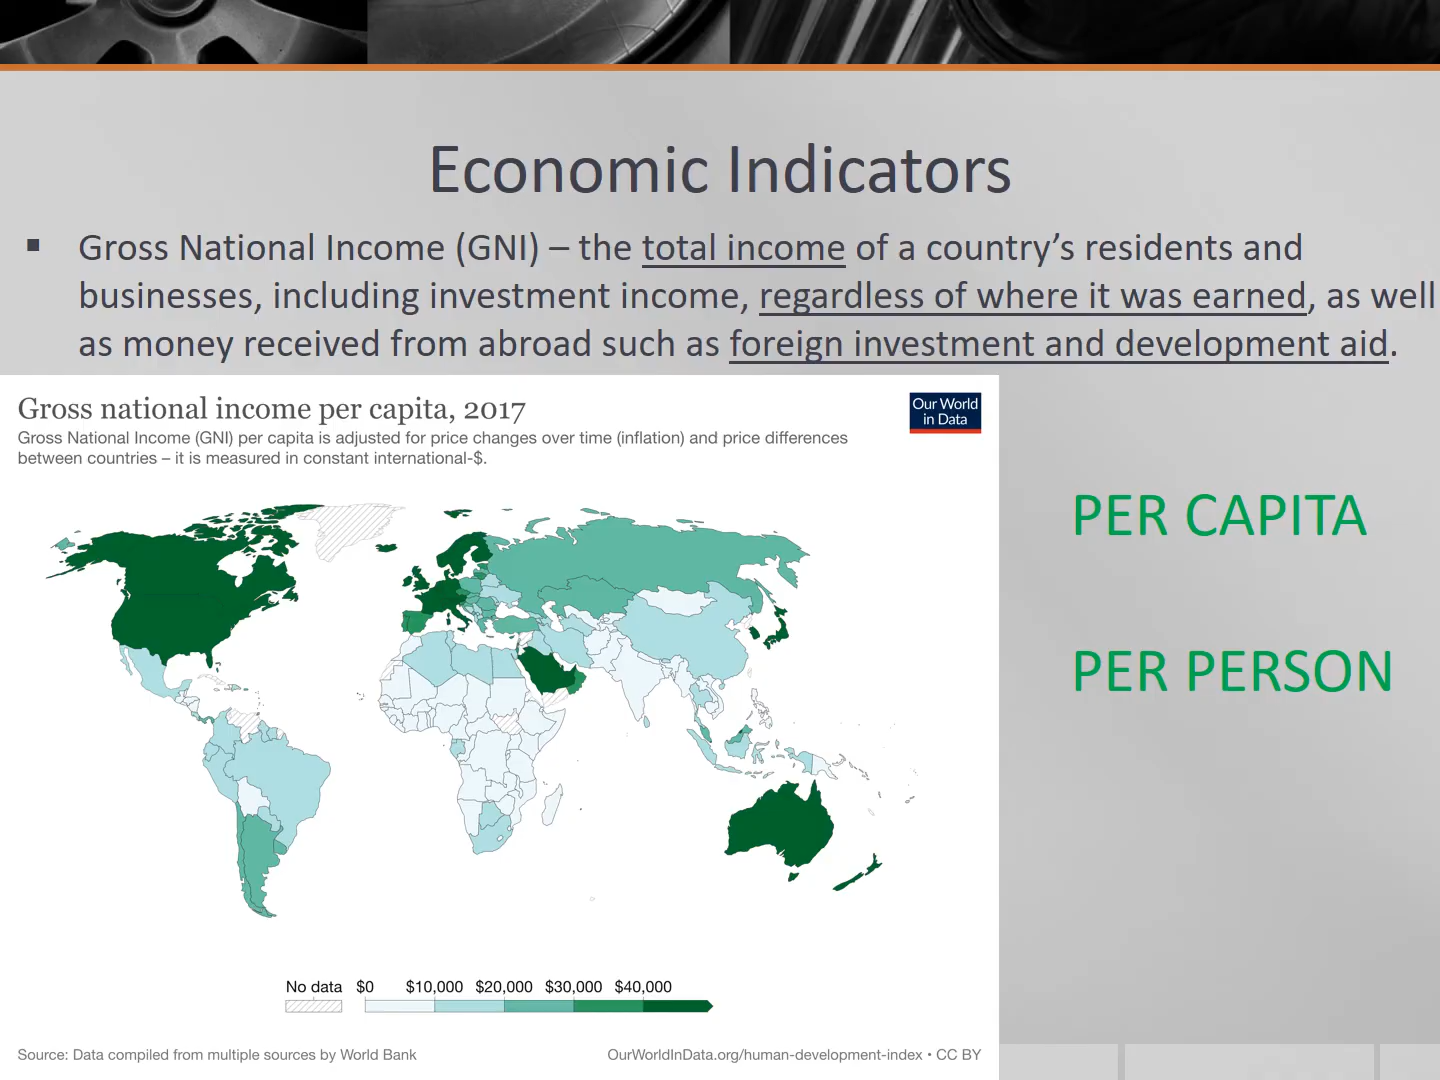 Economic Indicators
▪ Gross National Income (GNI) – the total income of a country’s residents and
businesses, including investment income, regardless of where it was earned, as well
as money received from abroad such as foreign investment and development aid.
Gross national income per capita, 2017
Our World
in Data
Gross National Income (GNI) per capita is adjusted for price changes over time (inflation) and price differences
between countries – it is measured in constant international-$.
PER CAPITA
PER PERSON
No data $0 $10,000 $20,000 $30,000 $40,000
Source: Data compiled from multiple sources by World Bank
OurWorldInData.org/human-development-index • CC BY